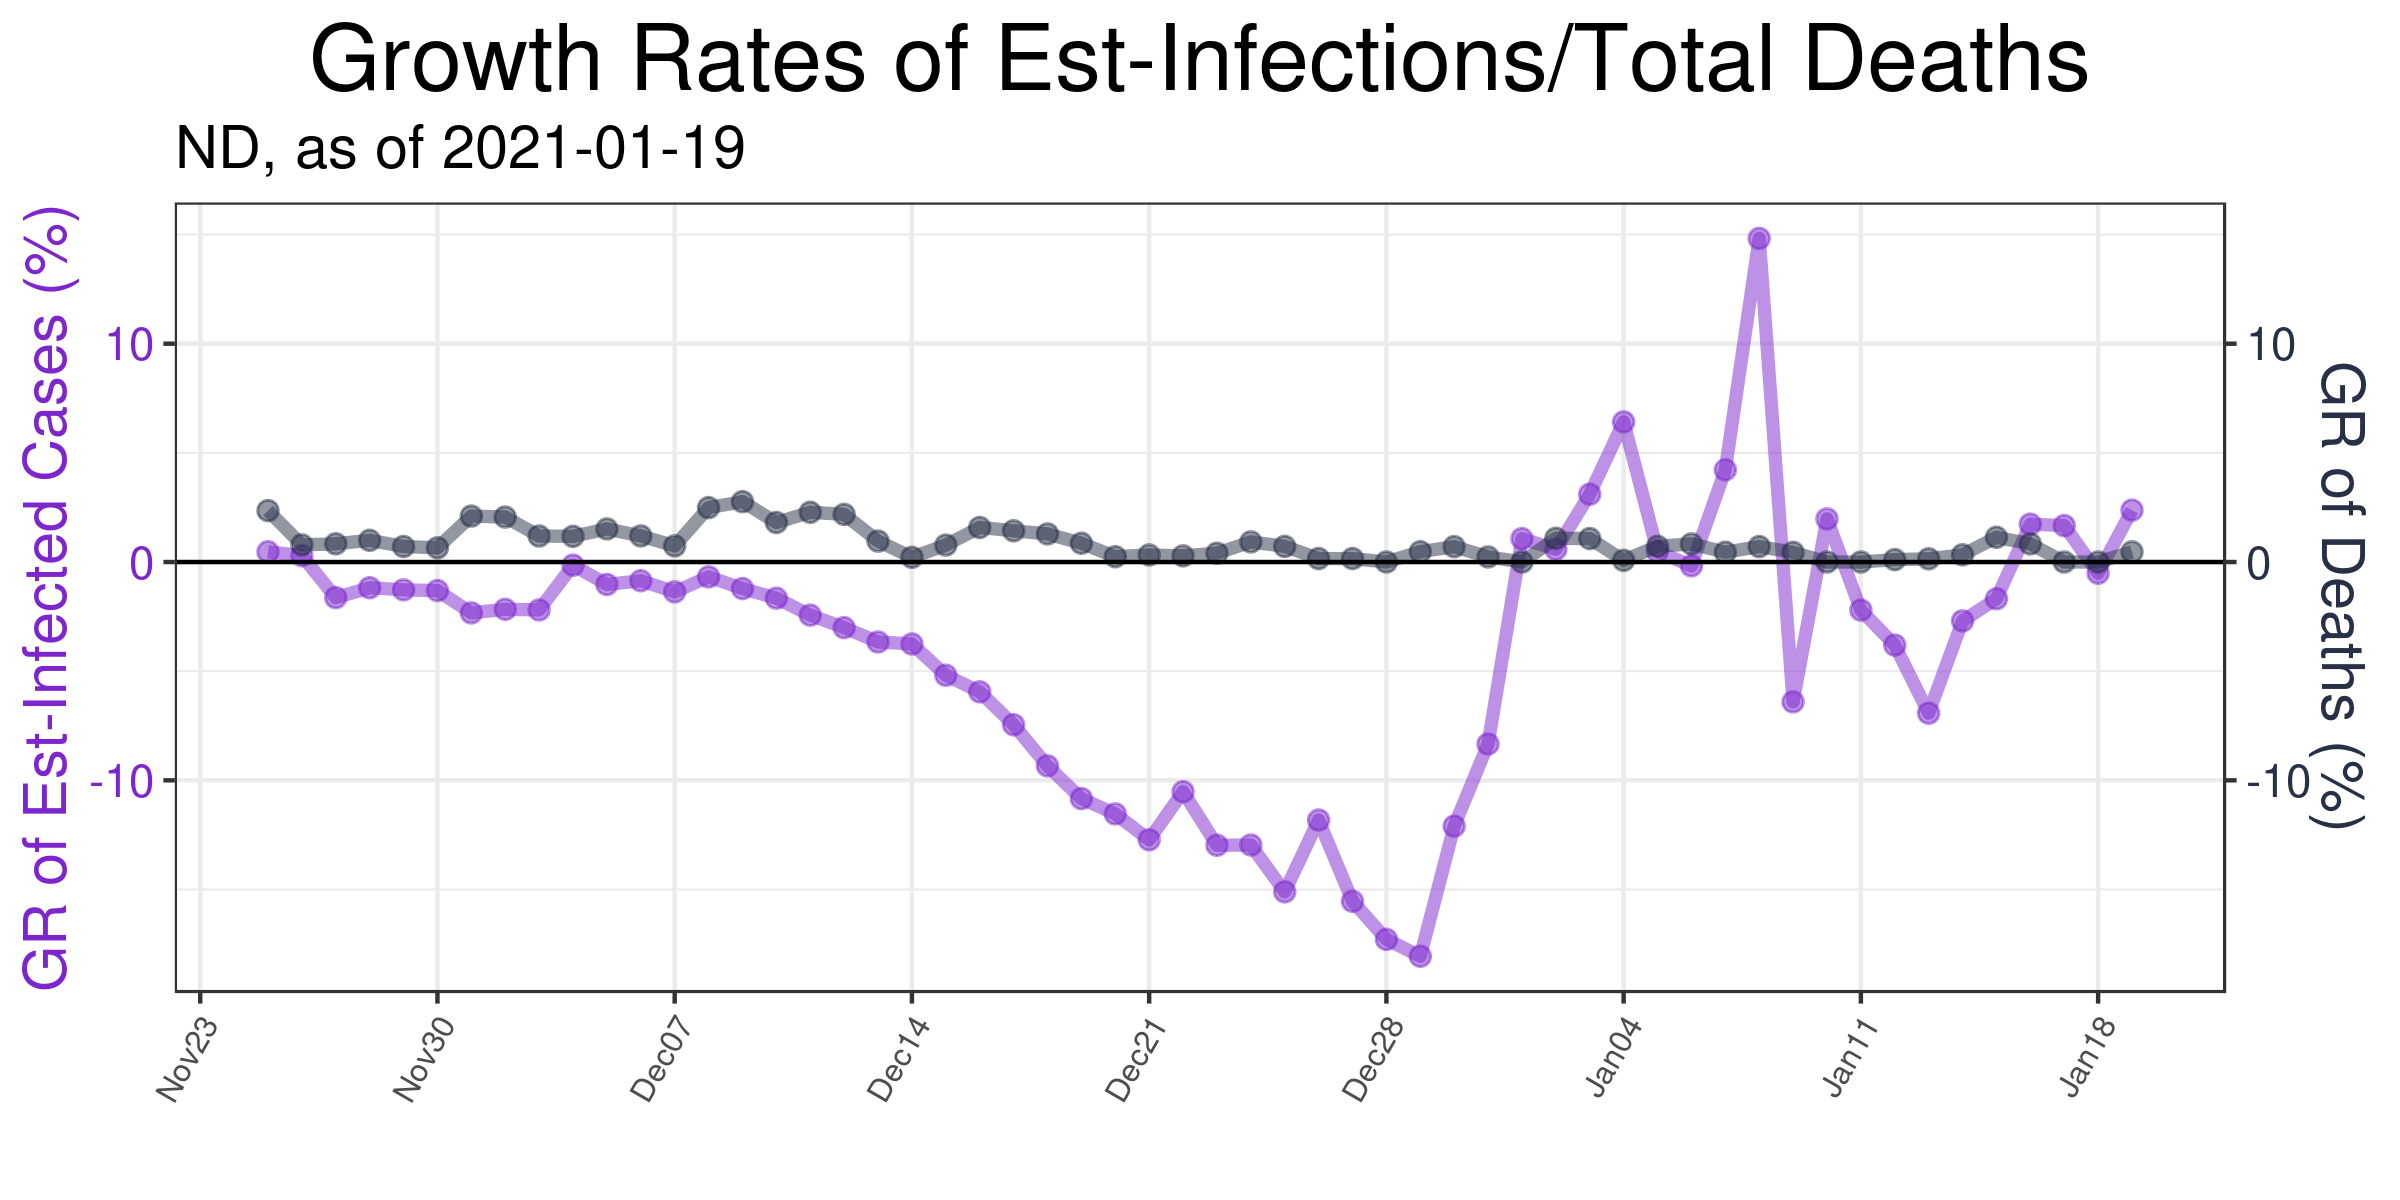 Growth Rates of Est-Infections/Total Deaths
ND, as of 2021-01-19
GR of Est-Infected Cases (%)
10
0
-10
10
0
-10
GR of Deaths (%)
Nov23
Nov30
Dec07
Dec14
Dec21
Dec28
Jan04
Jan11
Jan18